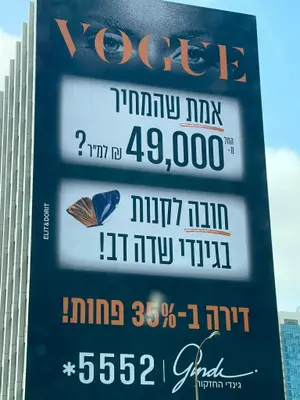 VOGUE
אמת שהמחיר
החל
מ-
49,000 ₪ למ"ר?
חובה לקנות
בגינדי שדה דב!
דירה ב-35% פחות!
*5552 | Gindi
גינדי החזקות
ELIT&DORIT